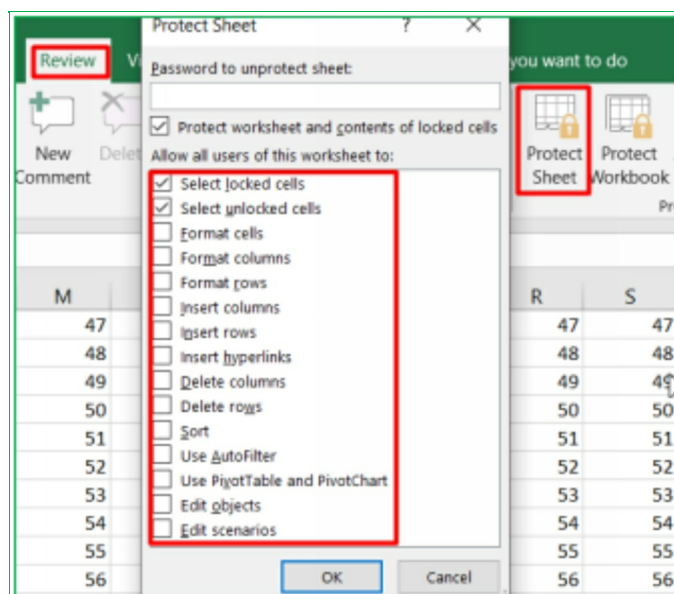 Protect Sheet ? ×
Review
you want to do
Password to unprotect sheet:
Protect worksheet and contents of locked cells
Allow all users of this worksheet to:
New
Comment
Delet
Protect
Sheet
Protect
Workbook
Pr
Select locked cells
Select unlocked cells
Format cells
Format columns
Format rows
Insert columns
Insert rows
Insert hyperlinks
Delete columns
Delete rows
Sort
Use AutoFilter
Use PivotTable and PivotChart
Edit objects
Edit scenarios
OK Cancel
M R S
47 47 47
48 48 48
49 49 49
50 50 50
51 51 51
52 52 52
53 53 53
54 54 54
55 55 55
56 56 56